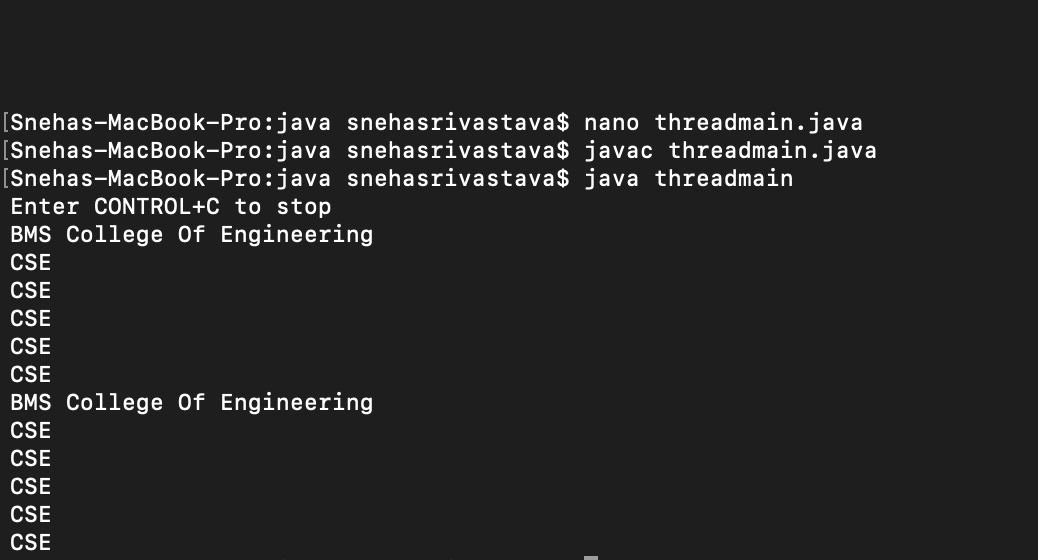 [Snehas-MacBook-Pro:java snehasrivastava$ nano threadmain.java
[Snehas-MacBook-Pro:java snehasrivastava$ javac threadmain.java
[Snehas-MacBook-Pro:java snehasrivastava$ java threadmain
Enter CONTROL+C to stop
BMS College Of Engineering
CSE
CSE
CSE
CSE
CSE
BMS College Of Engineering
CSE
CSE
CSE
CSE
CSE